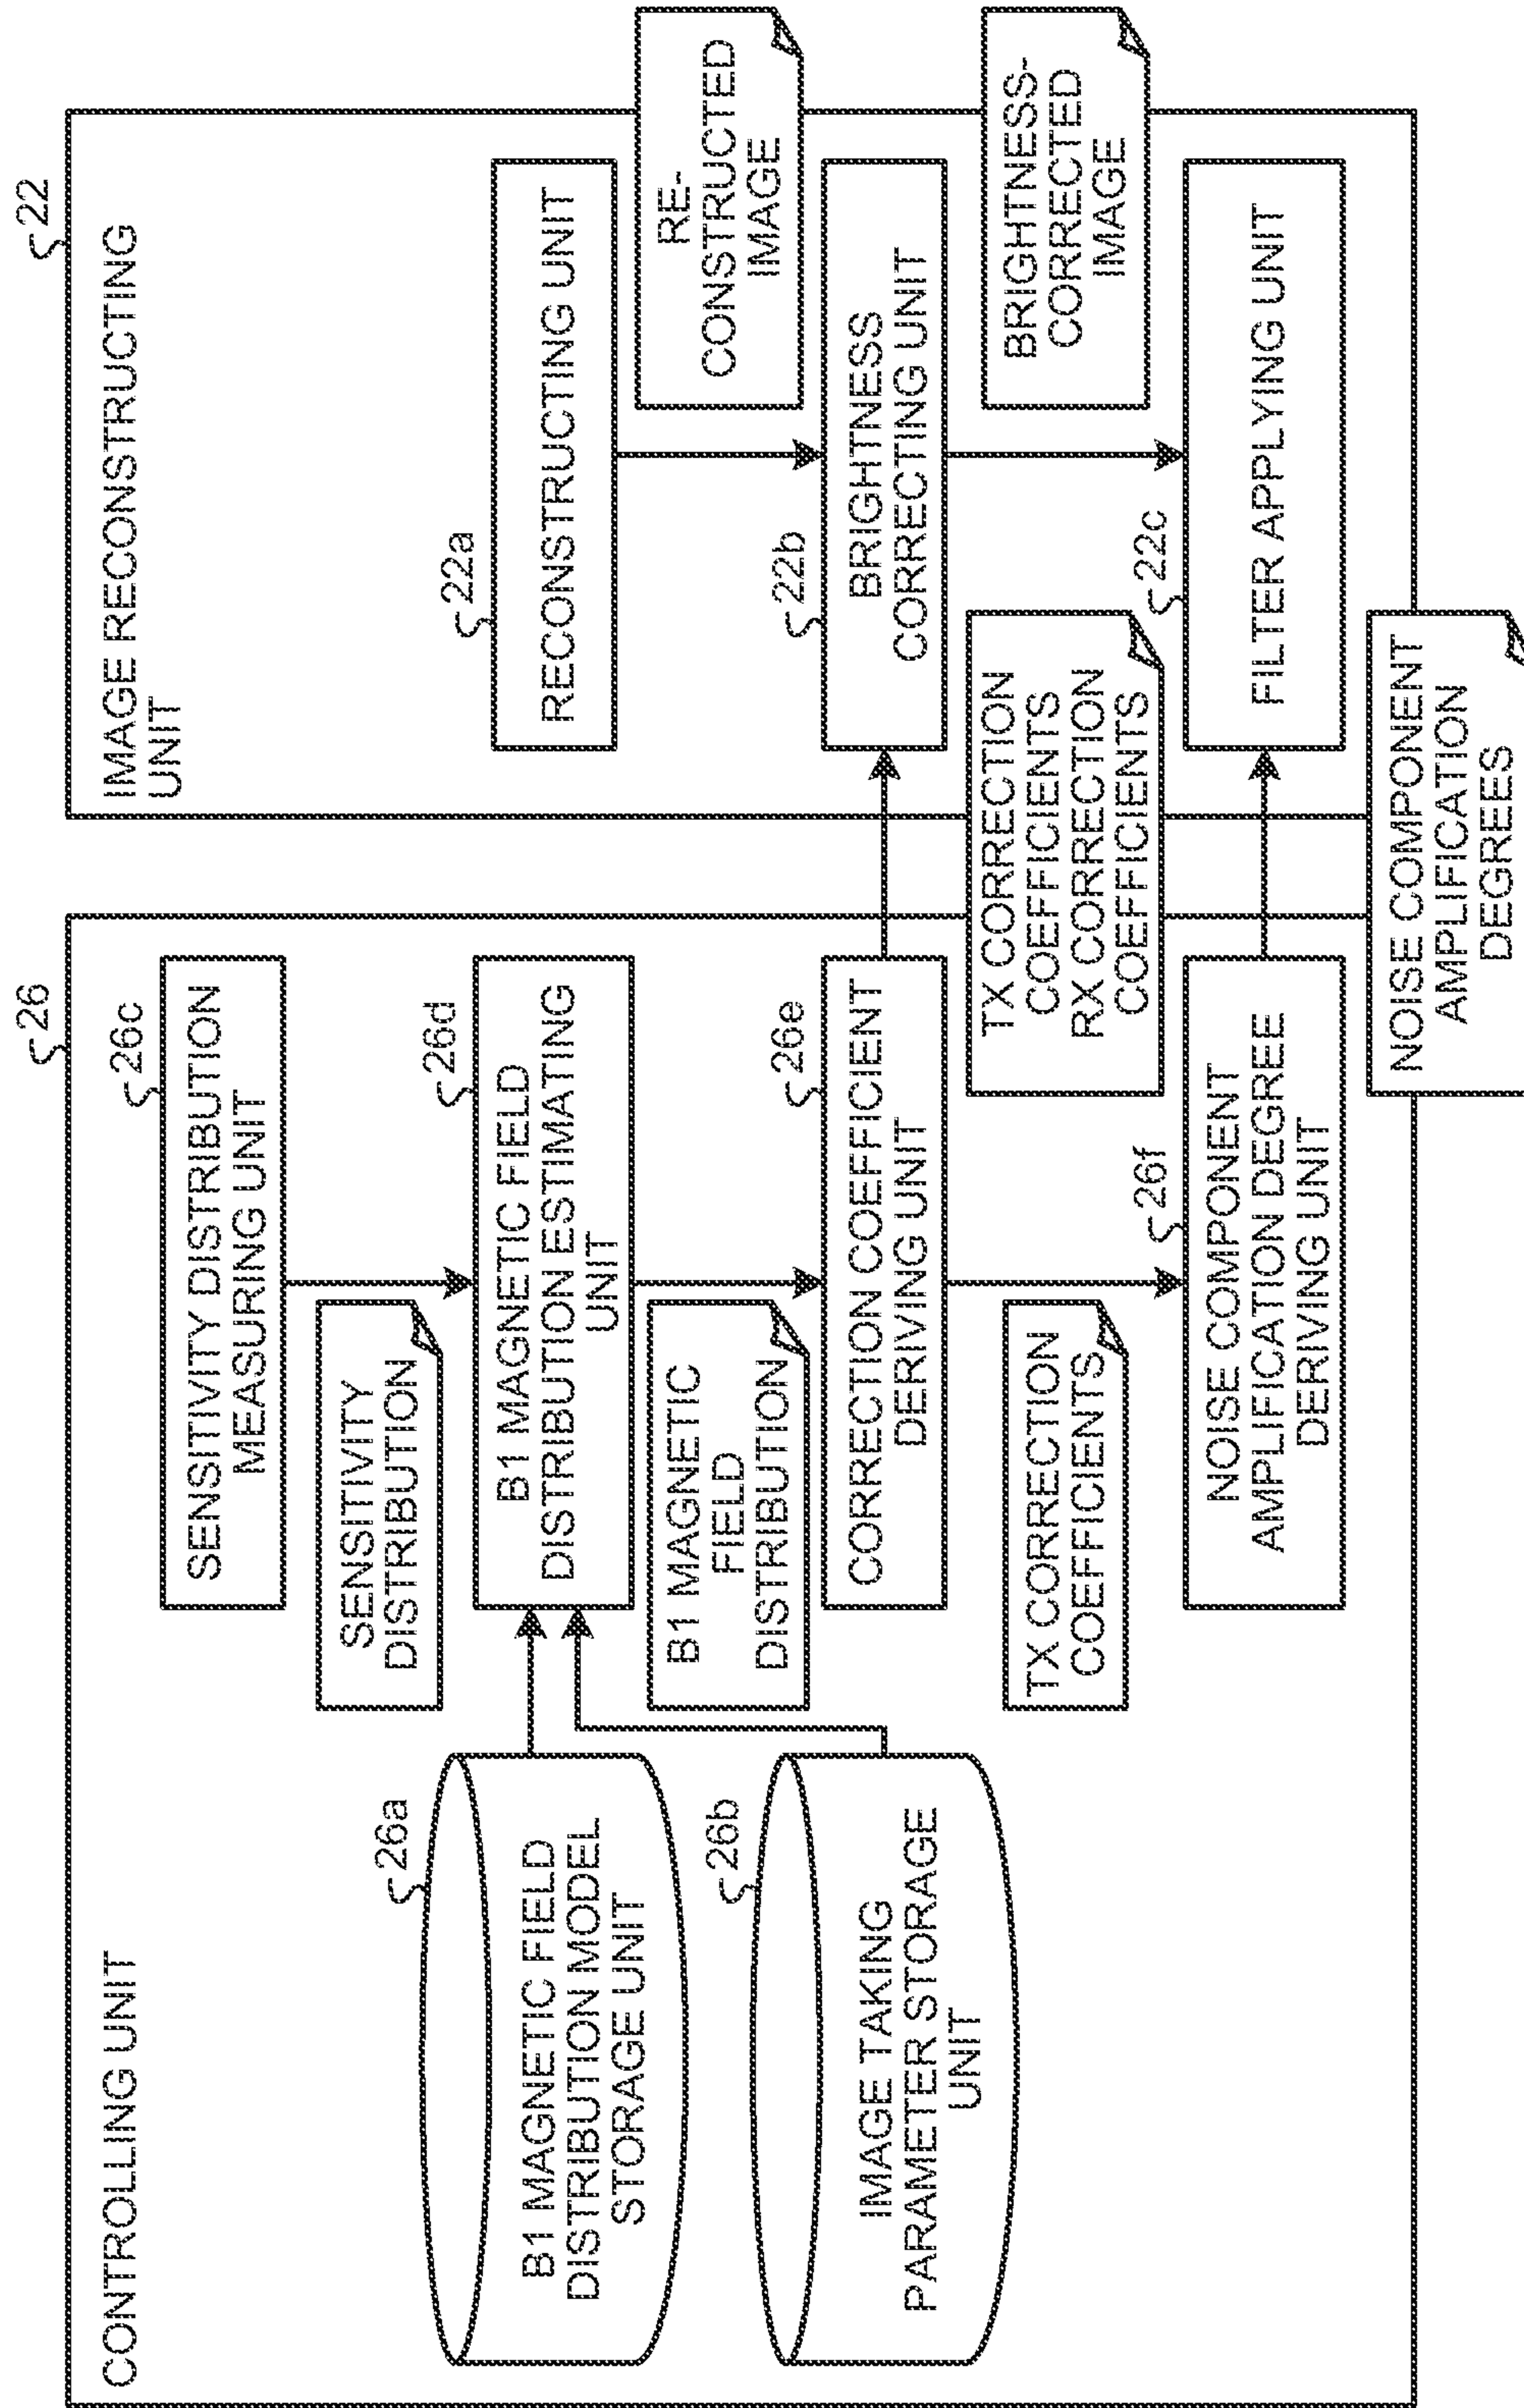 CONTROLLING UNIT
26
26a
B1 MAGNETIC FIELD
DISTRIBUTION MODEL
STORAGE UNIT
26b
IMAGE TAKING
PARAMETER STORAGE
UNIT
26c
SENSITIVITY DISTRIBUTION
MEASURING UNIT
SENSITIVITY
DISTRIBUTION
26d
B1 MAGNETIC FIELD
DISTRIBUTION ESTIMATING
UNIT
B1 MAGNETIC
FIELD
DISTRIBUTION
26e
CORRECTION COEFFICIENT
DERIVING UNIT
TX CORRECTION
COEFFICIENTS
26f
NOISE COMPONENT
AMPLIFICATION DEGREE
DERIVING UNIT
TX CORRECTION
COEFFICIENTS
RX CORRECTION
COEFFICIENTS
NOISE COMPONENT
AMPLIFICATION
DEGREES
22
IMAGE RECONSTRUCTING
UNIT
22a
RECONSTRUCTING UNIT
RE-
CONSTRUCTED
IMAGE
22b
BRIGHTNESS
CORRECTING UNIT
BRIGHTNESS-
CORRECTED
IMAGE
22c
FILTER APPLYING UNIT